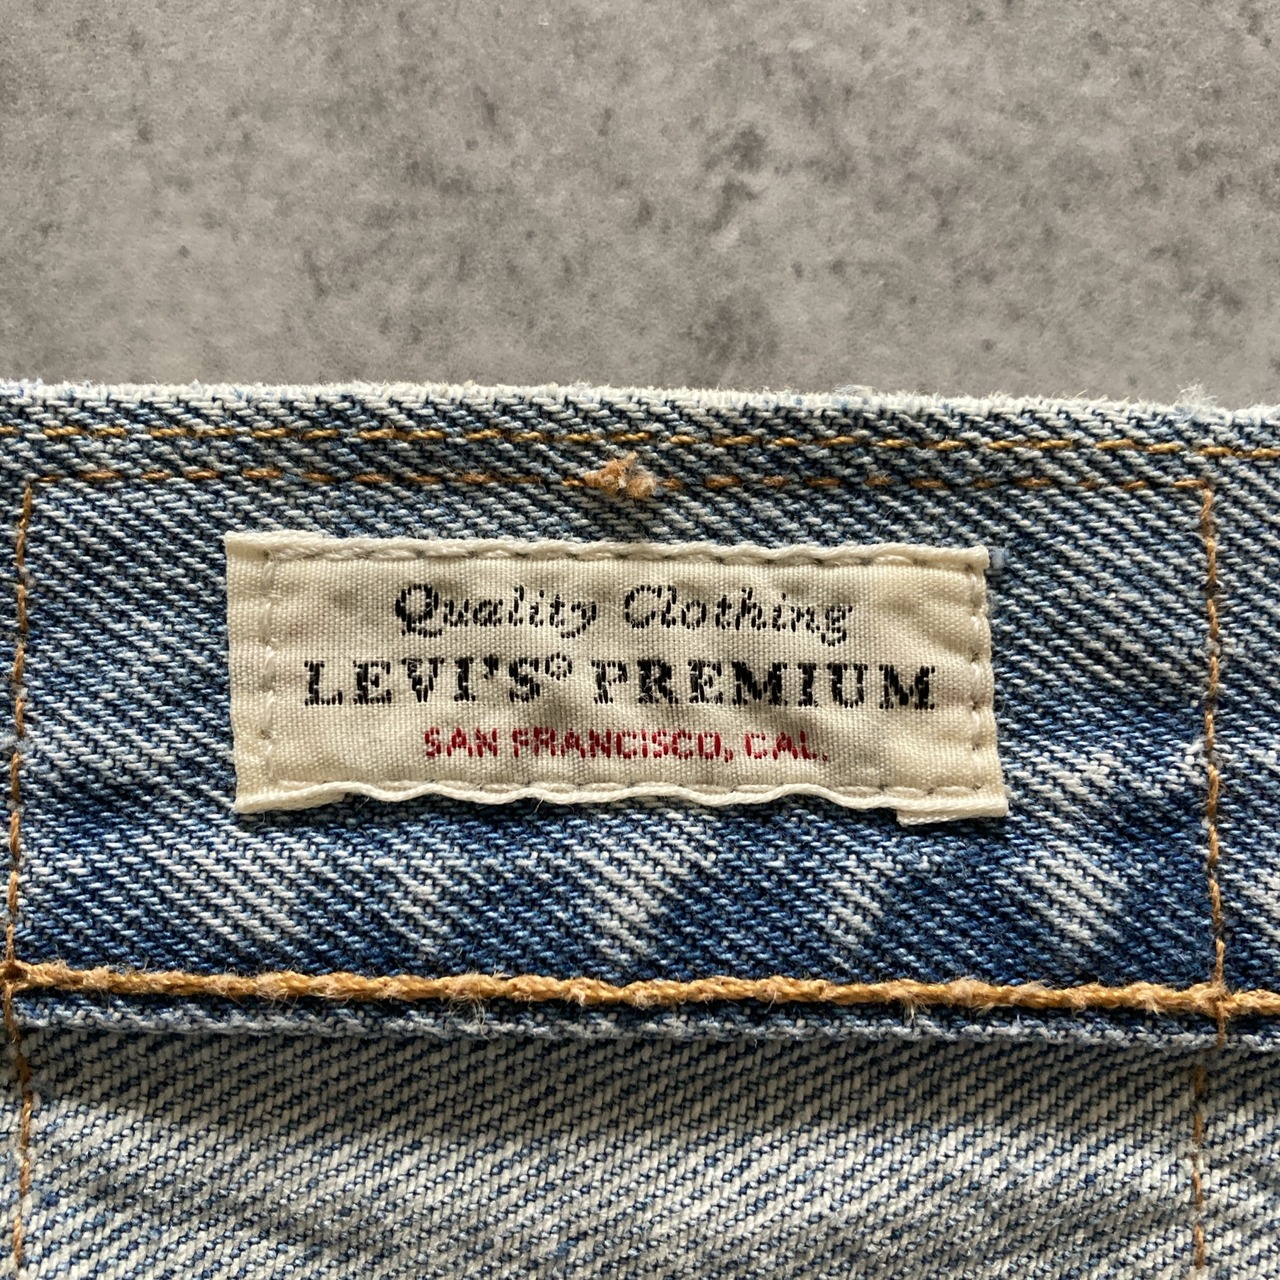 Quality Clothing
LEVI'S® PREMIUM
SAN FRANCISCO, CAL.